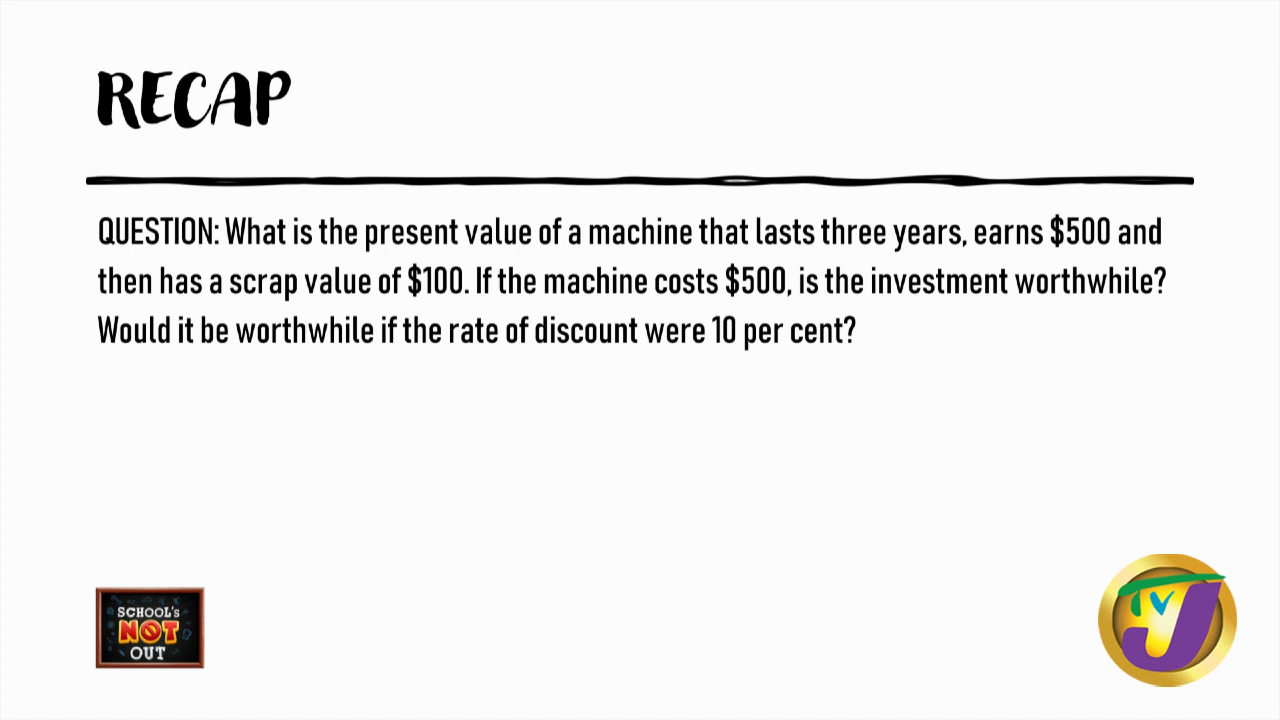 RECAP
QUESTION: What is the present value of a machine that lasts three years, earns $500 and
then has a scrap value of $100. If the machine costs $500, is the investment worthwhile?
Would it be worthwhile if the rate of discount were 10 per cent?
SCHOOL's
NOT
OUT
TVJ